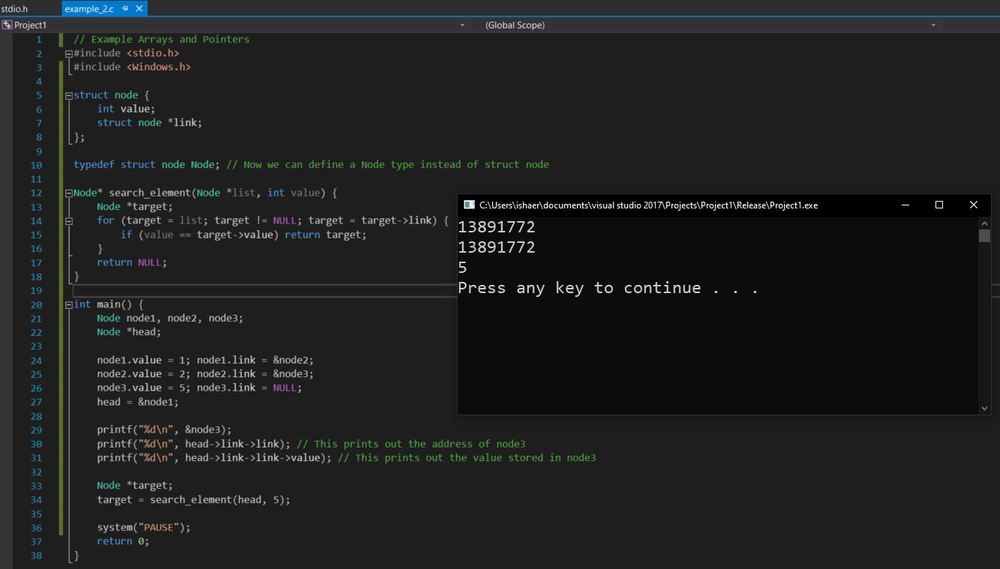 stdio.h example_2.c
Project1 (Global Scope)
1 // Example Arrays and Pointers
2 #include <stdio.h>
3 #include <Windows.h>
4
5 struct node {
6 int value;
7 struct node *link;
8 };
9
10 typedef struct node Node; // Now we can define a Node type instead of struct node
11
12 Node* search_element(Node *list, int value) {
13 Node *target;
14 for (target = list; target != NULL; target = target->link) {
15 if (value == target->value) return target;
16 }
17 return NULL;
18 }
19
20 int main() {
21 Node node1, node2, node3;
22 Node *head;
23
24 node1.value = 1; node1.link = &node2;
25 node2.value = 2; node2.link = &node3;
26 node3.value = 5; node3.link = NULL;
27 head = &node1;
28
29 printf("%d\n", &node3);
30 printf("%d\n", head->link->link); // This prints out the address of node3
31 printf("%d\n", head->link->link->value); // This prints out the value stored in node3
32
33 Node *target;
34 target = search_element(head, 5);
35
36 system("PAUSE");
37 return 0;
38 }
C:\Users\ishaer\documents\visual studio 2017\Projects\Project1\Release\Project1.exe
13891772
13891772
5
Press any key to continue . . .